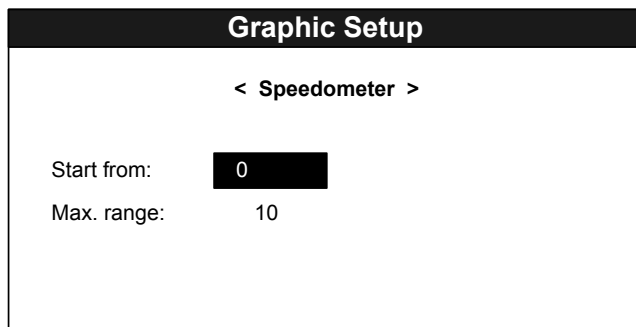 Graphic Setup
< Speedometer >
Start from: 0
Max. range: 10